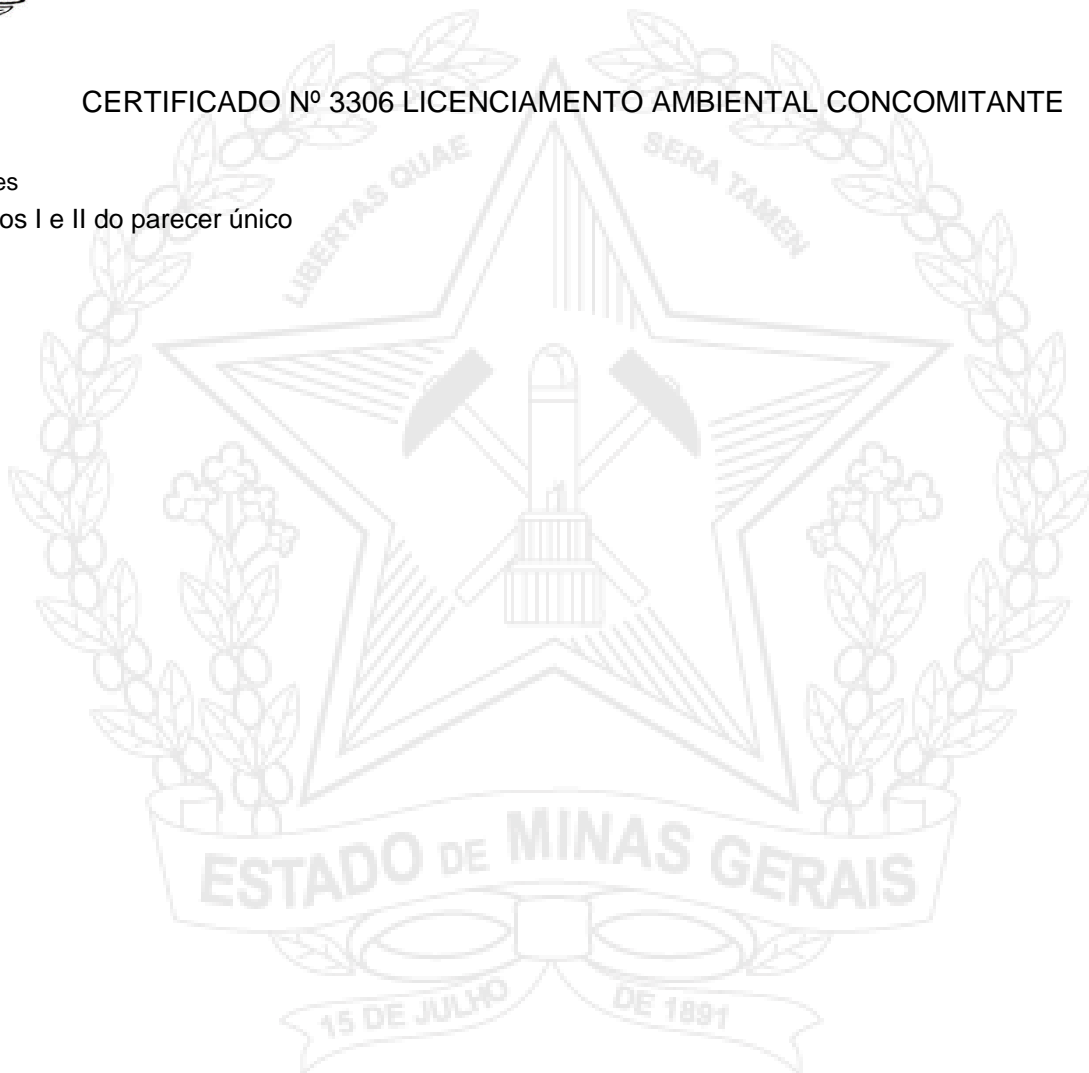 CERTIFICADO Nº 3306 LICENCIAMENTO AMBIENTAL CONCOMITANTE
es
os I e II do parecer único
LIBERTAS QUAE SERA TAMEN
ESTADO DE MINAS GERAIS
15 DE JULHO DE 1891